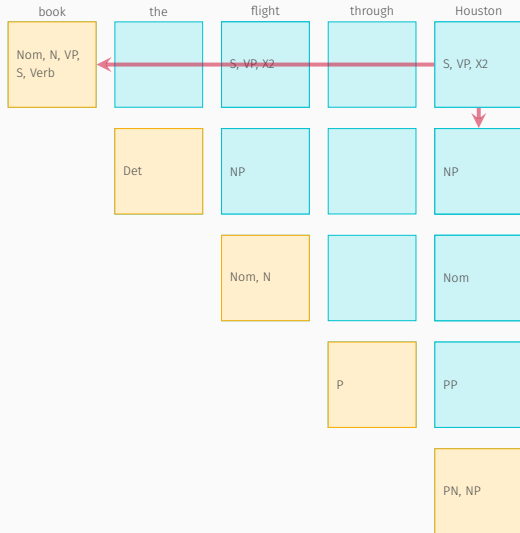 book the flight through Houston
Nom, N, VP, S, VP, X2 S, VP, X2
S, Verb
Det NP NP
Nom, N Nom
P PP
PN, NP